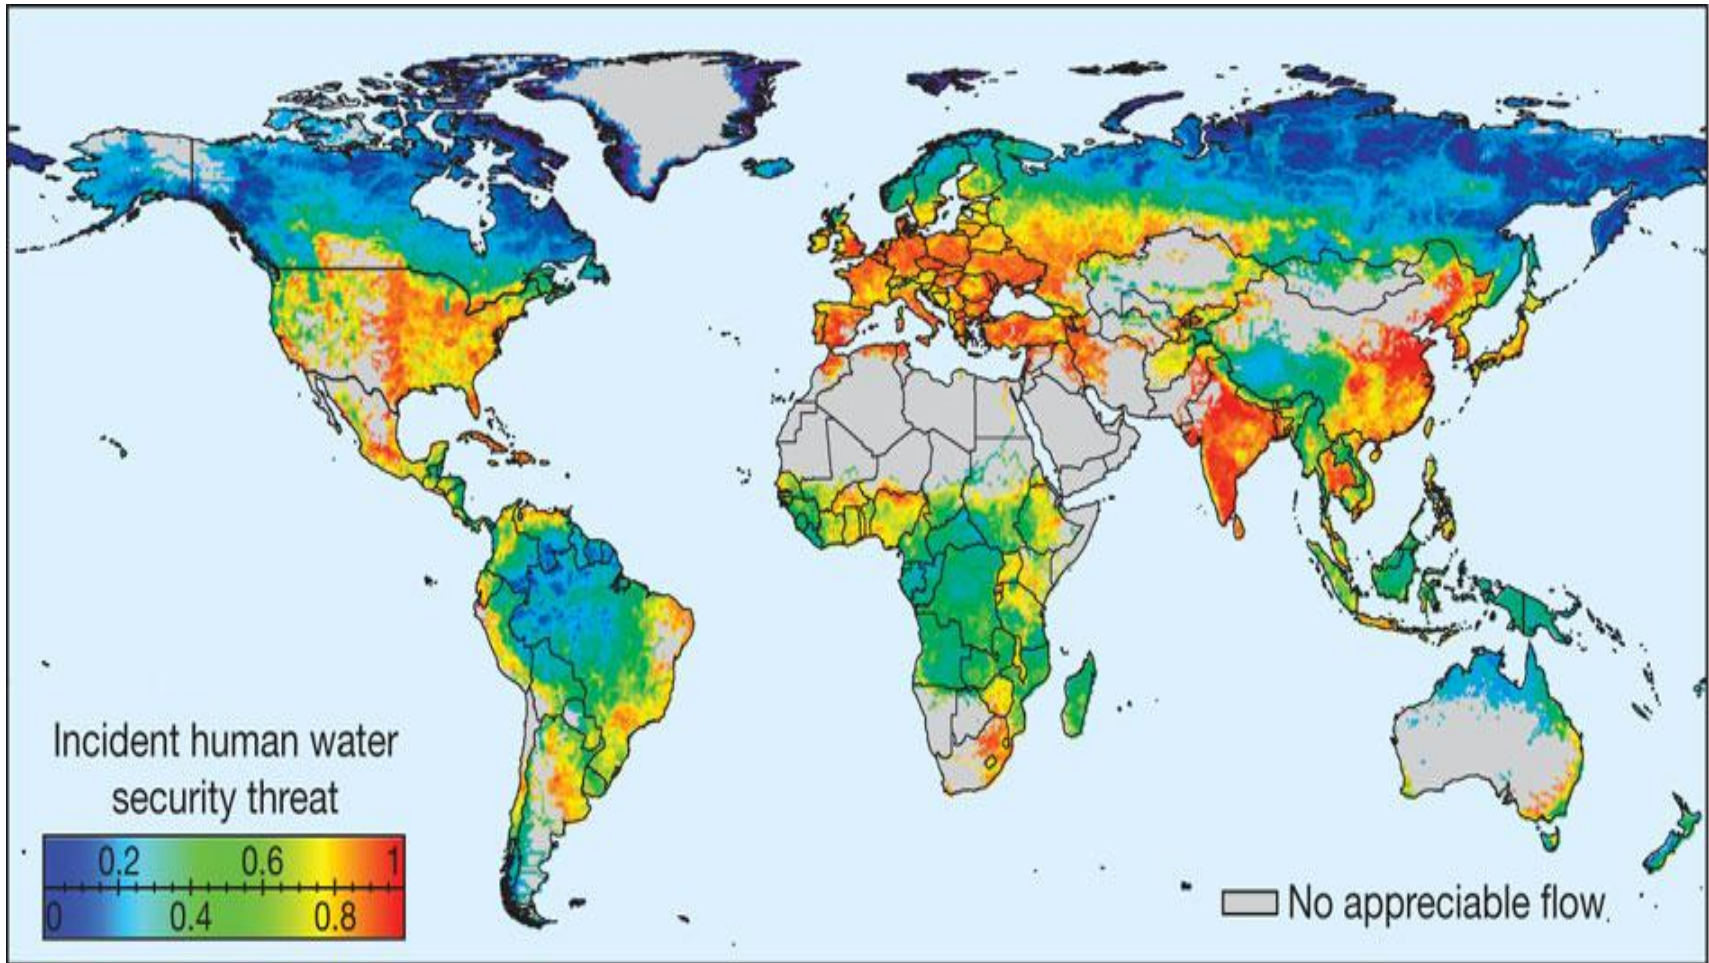 Incident human water
security threat
0.2 0.6 1
0 0.4 0.8
No appreciable flow